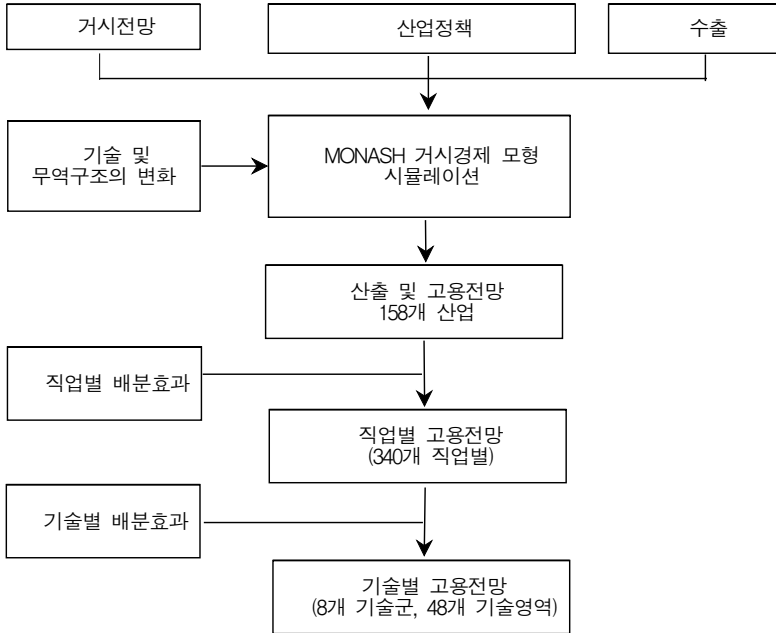 거시전망
산업정책
수출
기술 및
무역구조의 변화
MONASH 거시경제 모형
시뮬레이션
산출 및 고용전망
158개 산업
직업별 배분효과
직업별 고용전망
(340개 직업별)
기술별 배분효과
기술별 고용전망
(8개 기술군, 48개 기술영역)